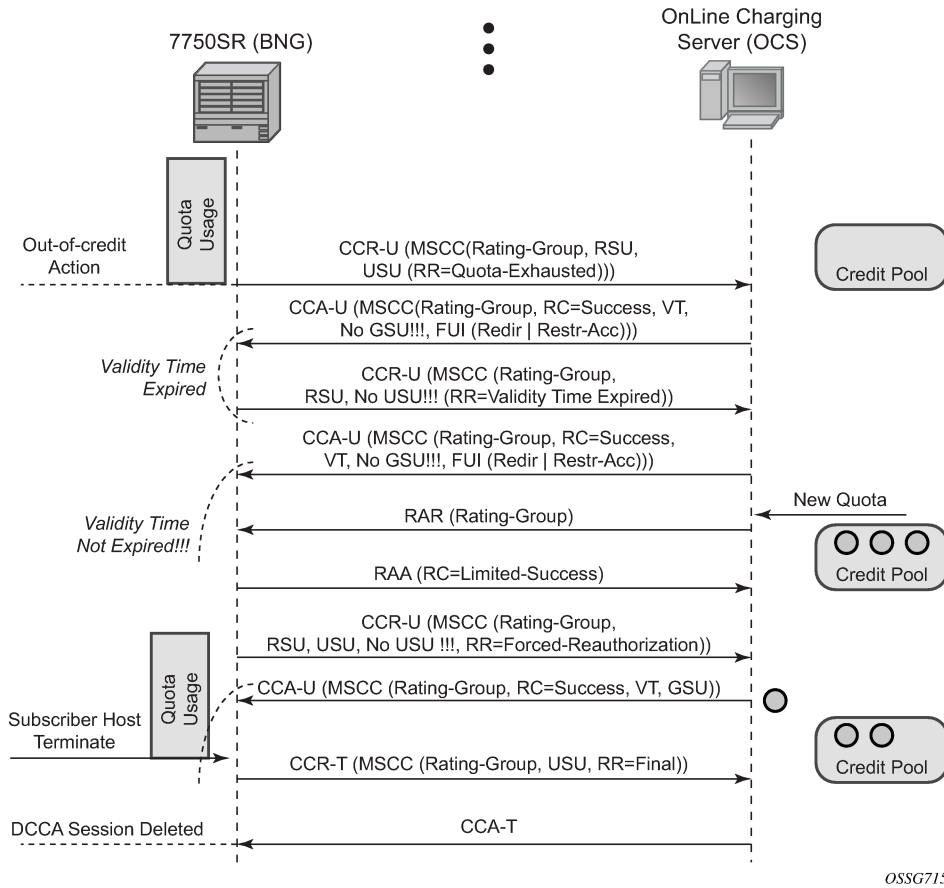 OnLine Charging
Server (OCS)
7750SR (BNG)
Quota
Usage
Out-of-credit
Action
CCR-U (MSCC(Rating-Group, RSU,
USU (RR=Quota-Exhausted)))
Credit Pool
CCA-U (MSCC(Rating-Group, RC=Success, VT,
No GSU!!!, FUI (Redir | Restr-Acc)))
Validity Time
Expired
CCR-U (MSCC (Rating-Group,
RSU, No USU!!! (RR=Validity Time Expired))
CCA-U (MSCC (Rating-Group, RC=Success,
VT, No GSU!!!, FUI (Redir | Restr-Acc)))
New Quota
Validity Time
Not Expired!!!
RAR (Rating-Group)
Credit Pool
RAA (RC=Limited-Success)
CCR-U (MSCC (Rating-Group,
RSU, USU, No USU !!!, RR=Forced-Reauthorization))
Quota
Usage
CCA-U (MSCC (Rating-Group, RC=Success, VT, GSU))
Subscriber Host
Terminate
CCR-T (MSCC (Rating-Group, USU, RR=Final))
Credit Pool
DCCA Session Deleted
CCA-T
OSSG715